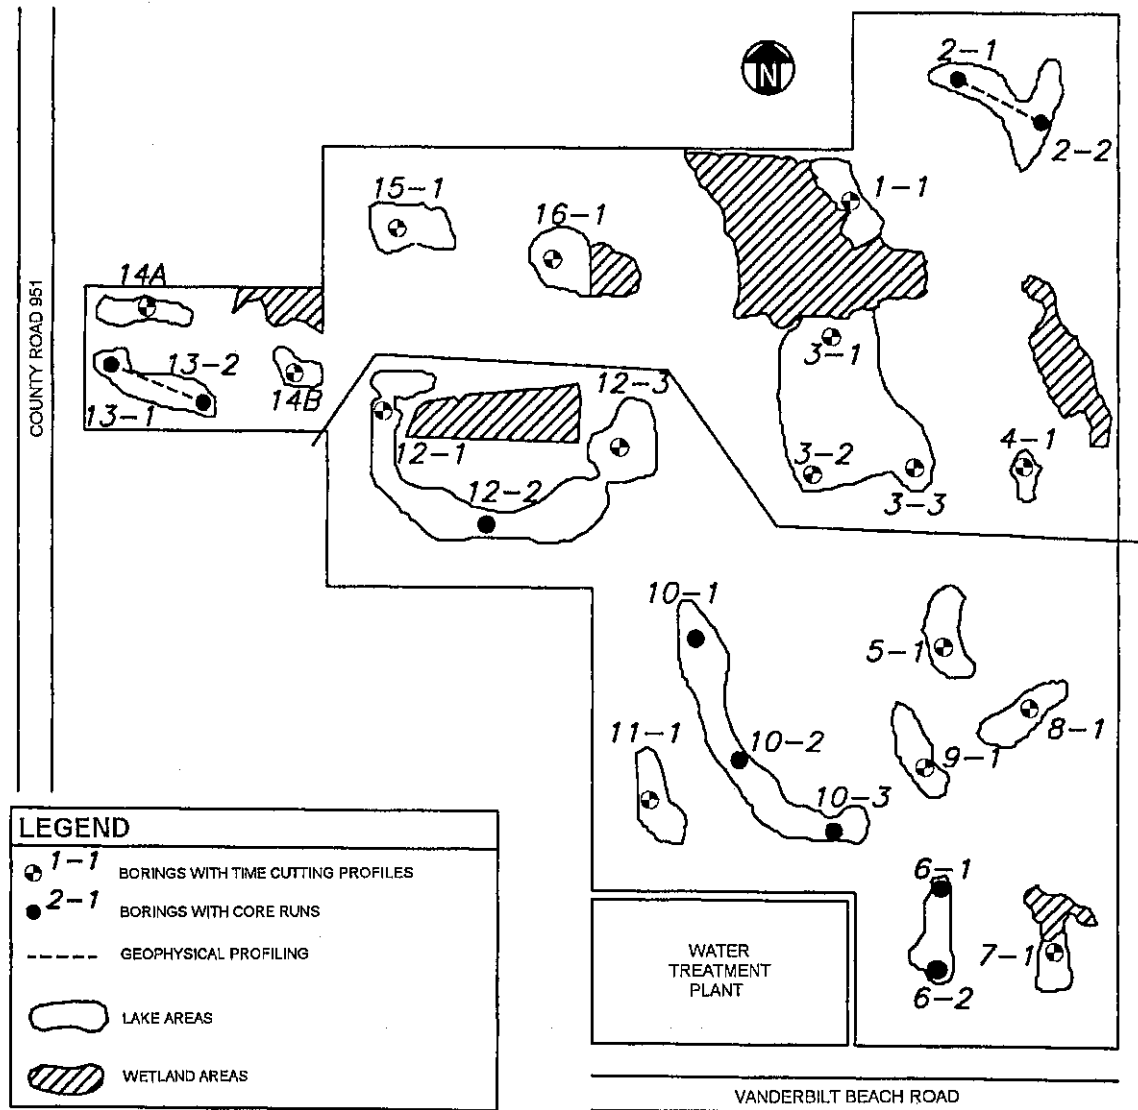 N
2-1
2-2
1-1
15-1
16-1
14A
COUNTY ROAD 951
13-2
3-1
14B
12-3
13-1
12-1
3-2
4-1
3-3
12-2
10-1
5-1
11-1
10-2
9-1
8-1
10-3
6-1
7-1
6-2
WATER
TREATMENT
PLANT
VANDERBILT BEACH ROAD
LEGEND
1-1 BORINGS WITH TIME CUTTING PROFILES
2-1 BORINGS WITH CORE RUNS
GEOPHYSICAL PROFILING
LAKE AREAS
WETLAND AREAS